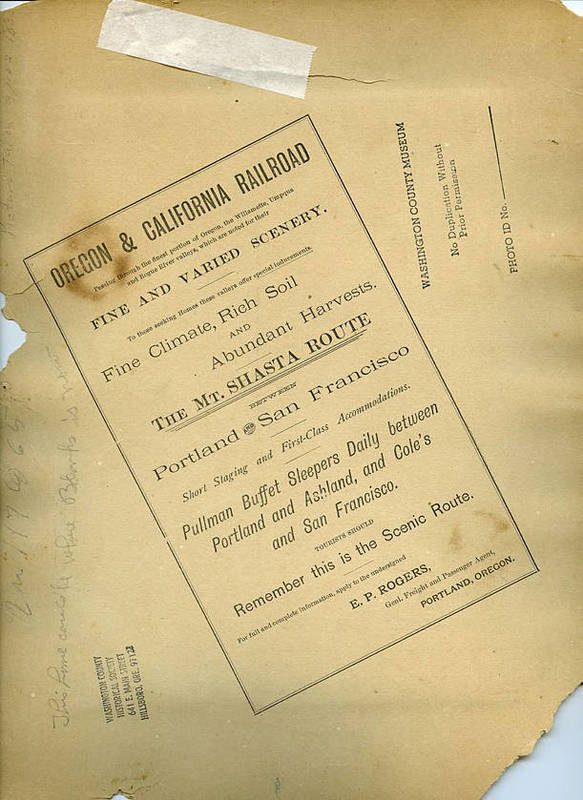 OREGON & CALIFORNIA RAILROAD
Passing through the finest portion of Oregon, the Willamette, Umpqua
and Rogue River valleys, which are noted for their
FINE AND VARIED SCENERY.
To those seeking Homes these valleys offer special inducements.
Fine Climate, Rich Soil
AND
Abundant Harvests.
THE MT. SHASTA ROUTE
BETWEEN
Portland AND San Francisco
Short Staging and First-Class Accommodations.
Pullman Buffet Sleepers Daily between
Portland and Ashland, and Cole's
and San Francisco.
TOURISTS SHOULD
Remember this is the Scenic Route.
For full and complete information, apply to the undersigned
E. P. ROGERS,
Genl. Freight and Passenger Agent,
PORTLAND, OREGON.
WASHINGTON COUNTY MUSEUM
No Duplication Without
Prior Permission
PHOTO ID No.
WASHINGTON COUNTY
HISTORICAL SOCIETY
641 E. MAIN STREET
HILLSBORO, ORE. 97123
This
where
is now